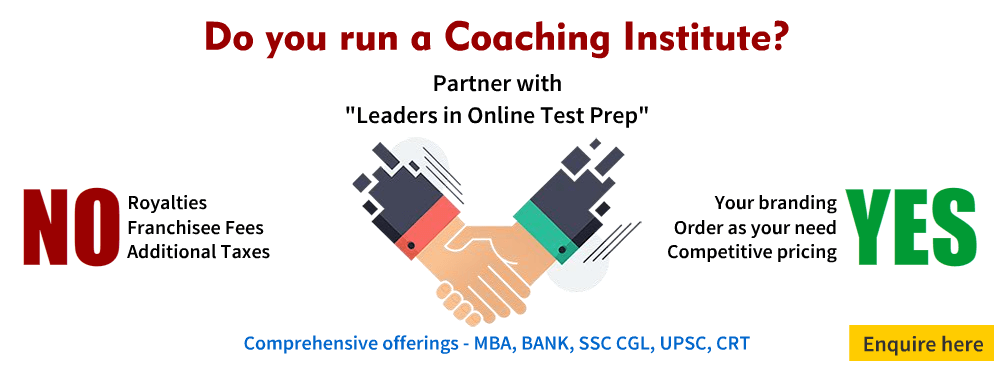 Do you run a Coaching Institute?
Partner with
"Leaders in Online Test Prep"
NO
Royalties
Franchisee Fees
Additional Taxes
Your branding
Order as your need
Competitive pricing
YES
Comprehensive offerings - MBA, BANK, SSC CGL, UPSC, CRT
Enquire here